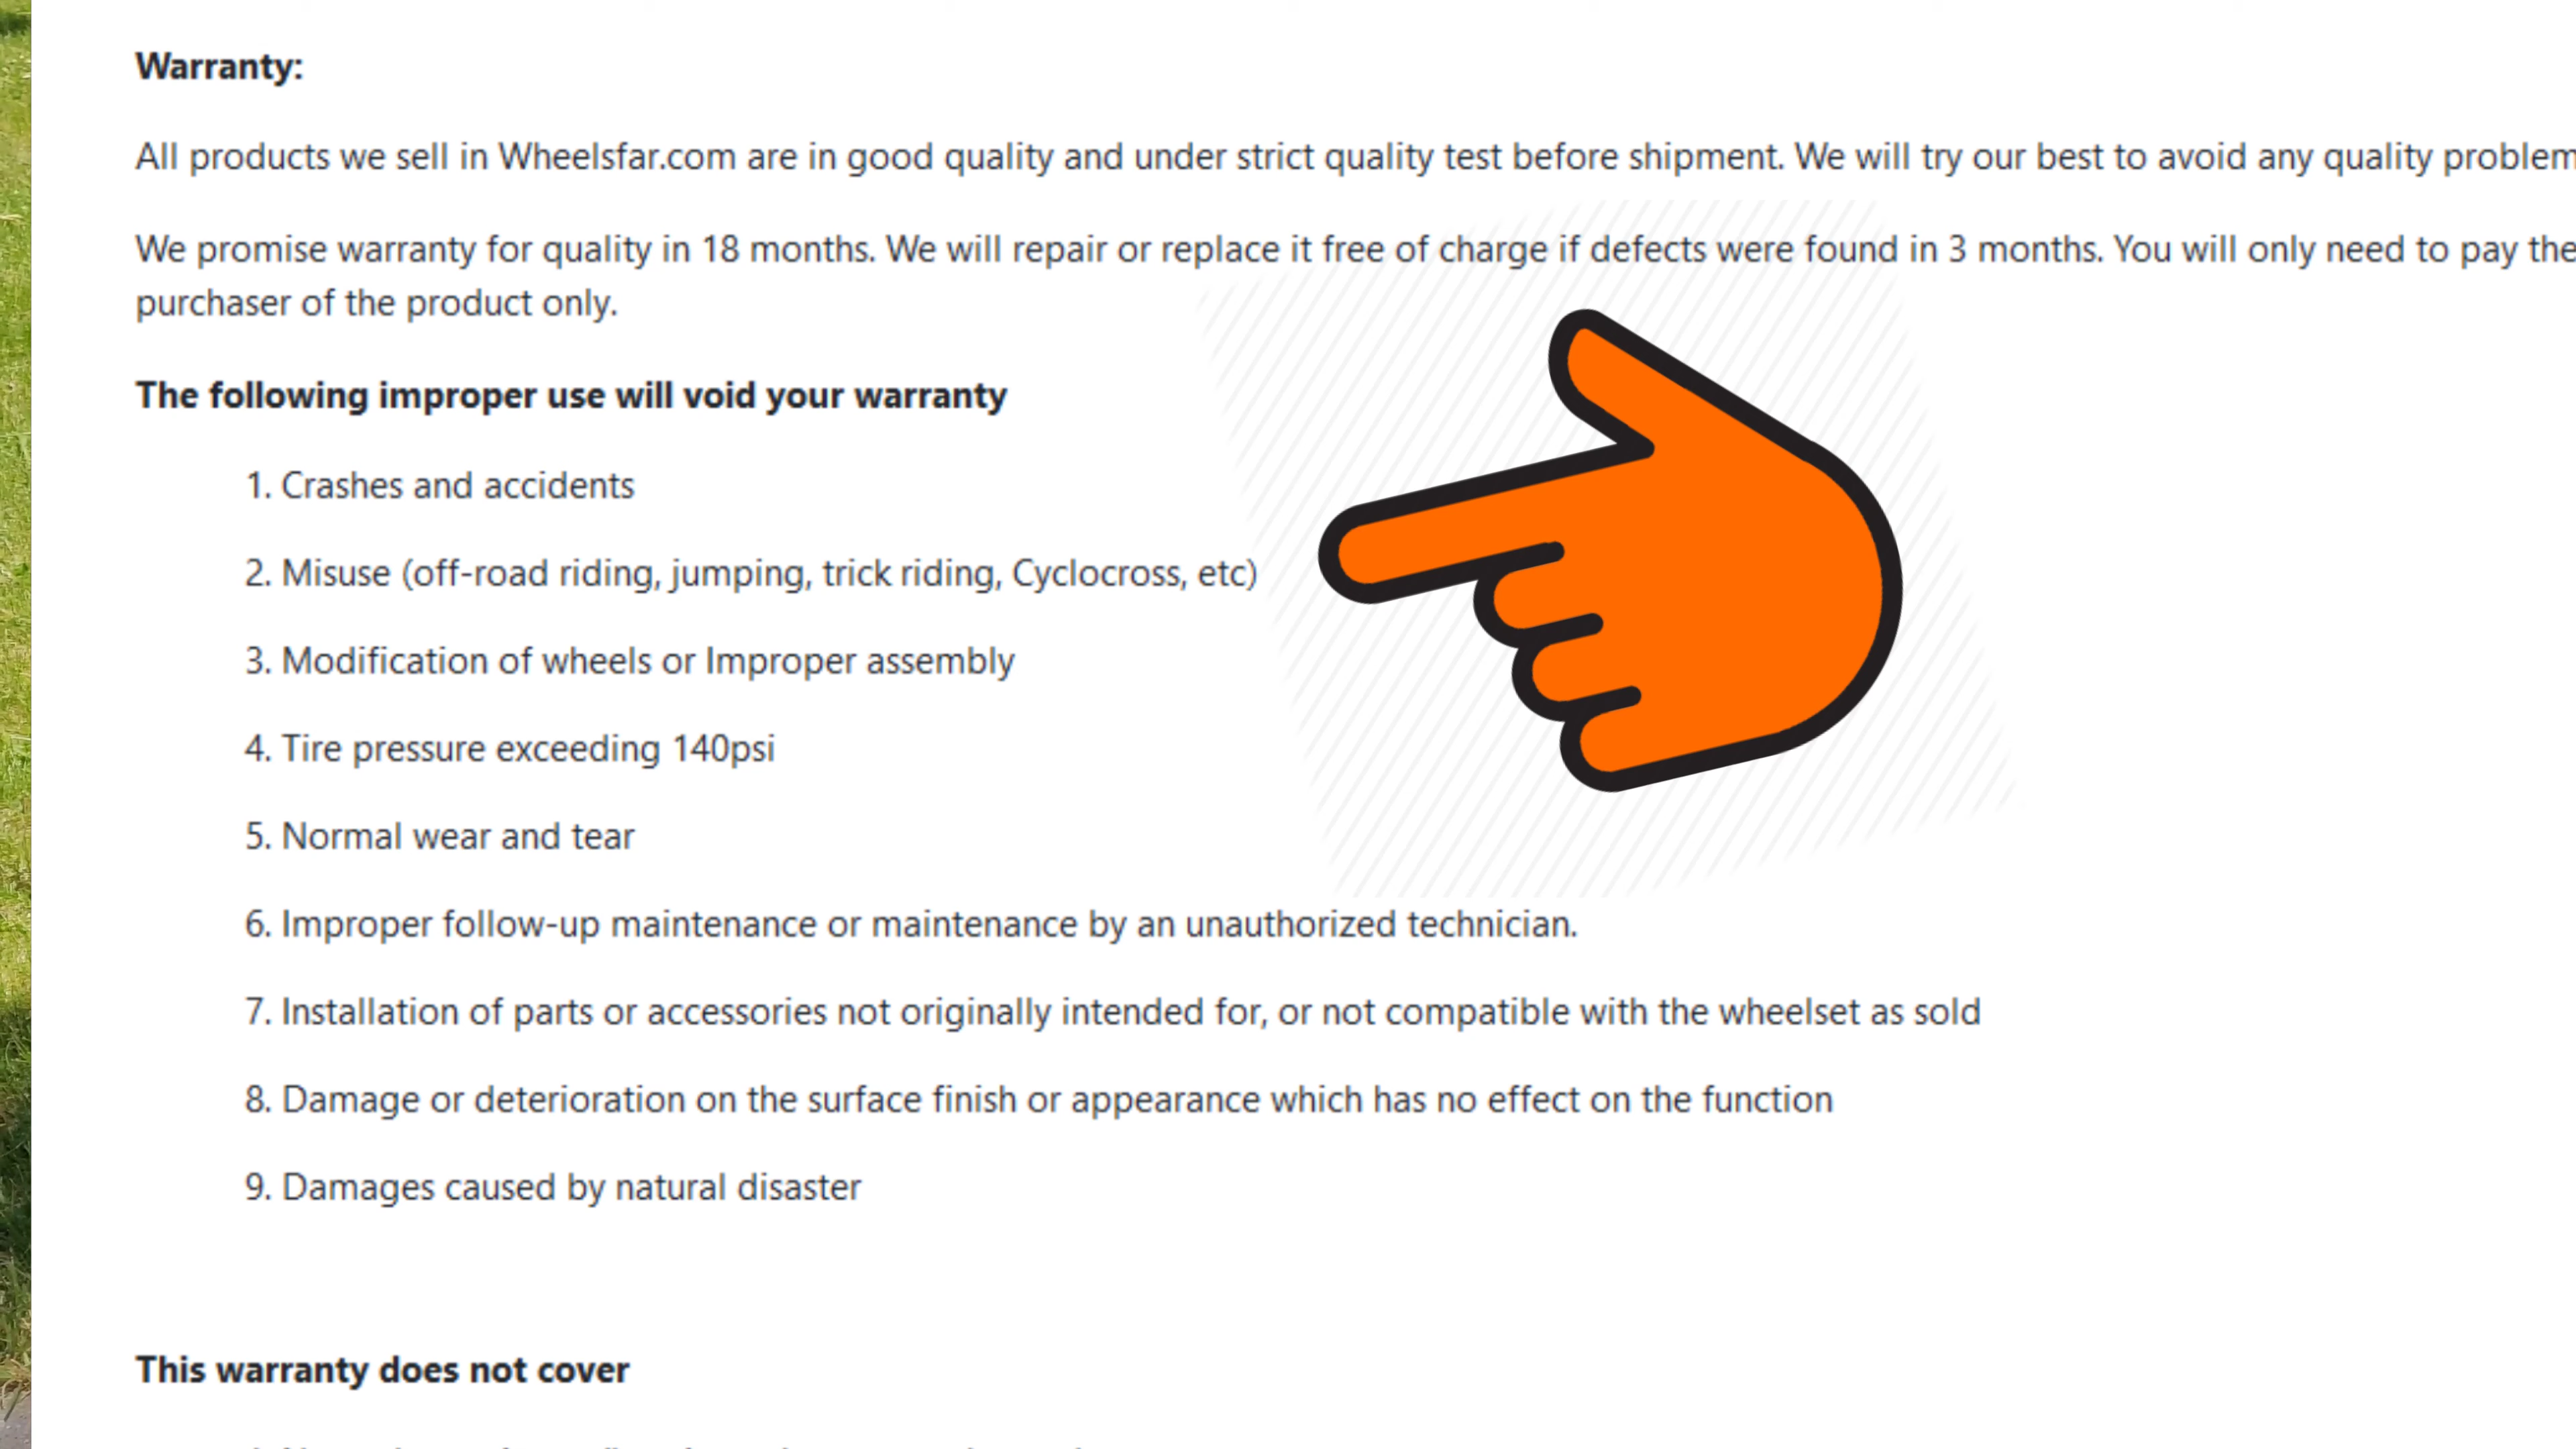 Warranty:
All products we sell in Wheelsfar.com are in good quality and under strict quality test before shipment. We will try our best to avoid any quality problem
We promise warranty for quality in 18 months. We will repair or replace it free of charge if defects were found in 3 months. You will only need to pay the
purchaser of the product only.
The following improper use will void your warranty
1. Crashes and accidents
2. Misuse (off-road riding, jumping, trick riding, Cyclocross, etc)
3. Modification of wheels or Improper assembly
4. Tire pressure exceeding 140psi
5. Normal wear and tear
6. Improper follow-up maintenance or maintenance by an unauthorized technician.
7. Installation of parts or accessories not originally intended for, or not compatible with the wheelset as sold
8. Damage or deterioration on the surface finish or appearance which has no effect on the function
9. Damages caused by natural disaster
This warranty does not cover